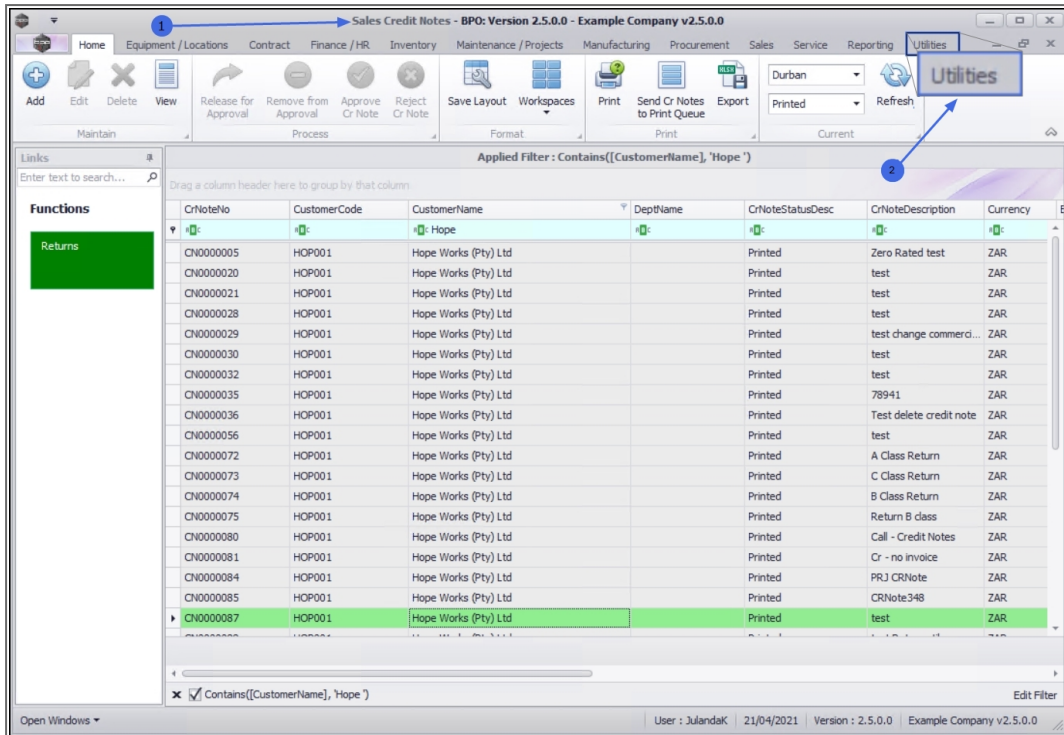 1
Sales Credit Notes - BPO: Version 2.5.0.0 - Example Company v2.5.0.0
Home Equipment / Locations Contract Finance / HR Inventory Maintenance / Projects Manufacturing Procurement Sales Service Reporting Utilities
Utilities
2
Add Edit Delete View Release for Approval Remove from Approval Approve Cr Note Reject Cr Note Save Layout Workspaces Print Send Cr Notes to Print Queue Export Durban Printed Refresh
Maintain Process Format Print Current
Links
Enter text to search...
Functions
Returns
Applied Filter : Contains([CustomerName], 'Hope ')
Drag a column header here to group by that column
CrNoteNo CustomerCode CustomerName DeptName CrNoteStatusDesc CrNoteDescription Currency E
Hope
CN0000005 HOP001 Hope Works (Pty) Ltd Printed Zero Rated test ZAR
CN0000020 HOP001 Hope Works (Pty) Ltd Printed test ZAR
CN0000021 HOP001 Hope Works (Pty) Ltd Printed test ZAR
CN0000028 HOP001 Hope Works (Pty) Ltd Printed test ZAR
CN0000029 HOP001 Hope Works (Pty) Ltd Printed test change commerci... ZAR
CN0000030 HOP001 Hope Works (Pty) Ltd Printed test ZAR
CN0000032 HOP001 Hope Works (Pty) Ltd Printed test ZAR
CN0000035 HOP001 Hope Works (Pty) Ltd Printed 78941 ZAR
CN0000036 HOP001 Hope Works (Pty) Ltd Printed Test delete credit note ZAR
CN0000056 HOP001 Hope Works (Pty) Ltd Printed test ZAR
CN0000072 HOP001 Hope Works (Pty) Ltd Printed A Class Return ZAR
CN0000073 HOP001 Hope Works (Pty) Ltd Printed C Class Return ZAR
CN0000074 HOP001 Hope Works (Pty) Ltd Printed B Class Return ZAR
CN0000075 HOP001 Hope Works (Pty) Ltd Printed Return B class ZAR
CN0000080 HOP001 Hope Works (Pty) Ltd Printed Call - Credit Notes ZAR
CN0000081 HOP001 Hope Works (Pty) Ltd Printed Cr - no invoice ZAR
CN0000084 HOP001 Hope Works (Pty) Ltd Printed PRJ CRNote ZAR
CN0000085 HOP001 Hope Works (Pty) Ltd Printed CRNote348 ZAR
CN0000087 HOP001 Hope Works (Pty) Ltd Printed test ZAR
Contains([CustomerName], 'Hope ') Edit Filter
Open Windows User : JulandaK 21/04/2021 Version : 2.5.0.0 Example Company v2.5.0.0